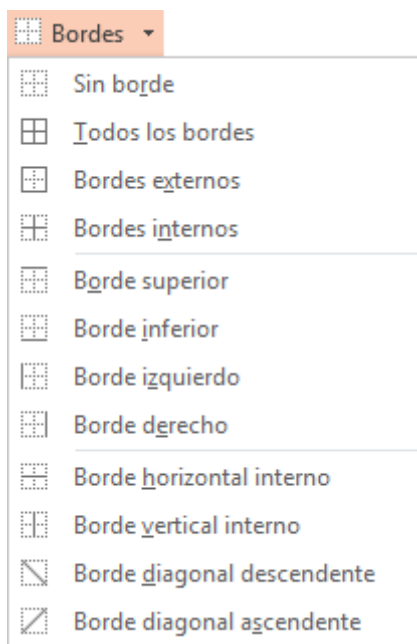 Bordes
Sin borde
Todos los bordes
Bordes externos
Bordes internos
Borde superior
Borde inferior
Borde izquierdo
Borde derecho
Borde horizontal interno
Borde vertical interno
Borde diagonal descendente
Borde diagonal ascendente